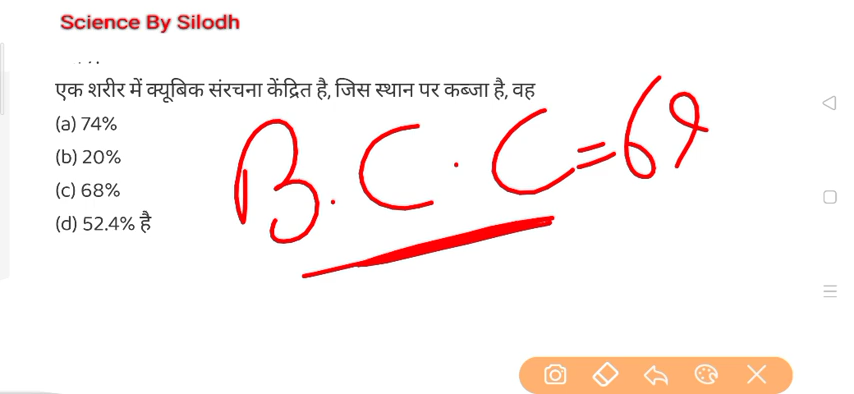 Science By Silodh
एक शरीर में क्यूबिक संरचना केंद्रित है, जिस स्थान पर कब्जा है, वह
(a) 74%
(b) 20%
(c) 68%
(d) 52.4% है
B.C.C=68